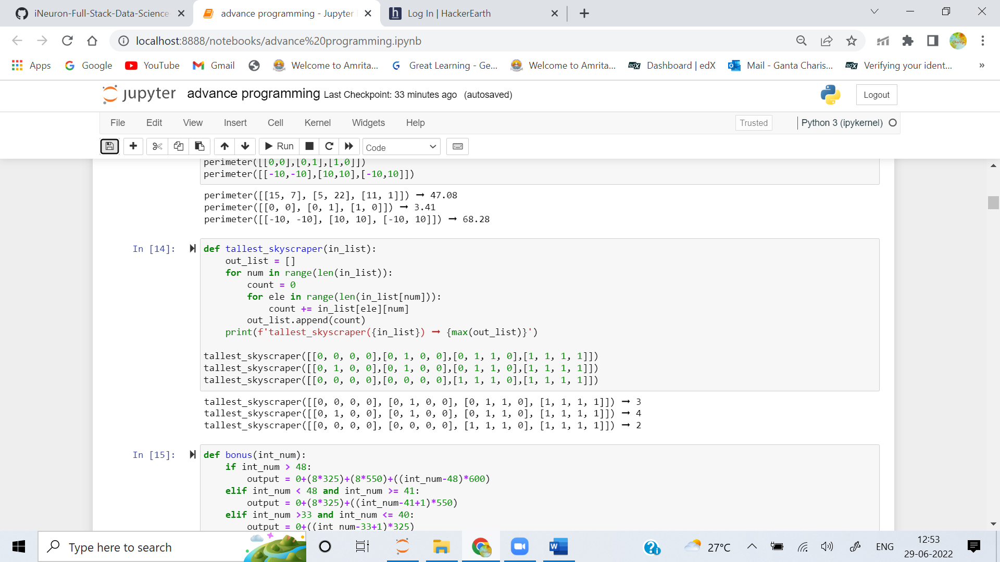 iNeuron-Full-Stack-Data-Science
advance programming - Jupyter
Log In | HackerEarth
localhost:8888/notebooks/advance%20programming.ipynb
Apps
Google
YouTube
Gmail
Welcome to Amrita...
Great Learning - Ge...
Welcome to Amrita...
Dashboard | edX
Mail - Ganta Charis...
Verifying your ident...
»
jupyter advance programming Last Checkpoint: 33 minutes ago (autosaved)
Logout
File Edit View Insert Cell Kernel Widgets Help
Trusted
Python 3 (ipykernel)
Run
Code
perimeter([[0,0],[0,1],[1,0]])
perimeter([[-10,-10],[10,10],[-10,10]])
perimeter([[15, 7], [5, 22], [11, 1]]) ➞ 47.08
perimeter([[0, 0], [0, 1], [1, 0]]) ➞ 3.41
perimeter([[-10, -10], [10, 10], [-10, 10]]) ➞ 68.28
In [14]:
def tallest_skyscraper(in_list):
    out_list = []
    for num in range(len(in_list)):
        count = 0
        for ele in range(len(in_list[num])):
            count += in_list[ele][num]
        out_list.append(count)
    print(f'tallest_skyscraper({in_list}) ➞ {max(out_list)}')
tallest_skyscraper([[0, 0, 0, 0],[0, 1, 0, 0],[0, 1, 1, 0],[1, 1, 1, 1]])
tallest_skyscraper([[0, 1, 0, 0],[0, 1, 0, 0],[0, 1, 1, 0],[1, 1, 1, 1]])
tallest_skyscraper([[0, 0, 0, 0],[0, 0, 0, 0],[1, 1, 1, 0],[1, 1, 1, 1]])
tallest_skyscraper([[0, 0, 0, 0], [0, 1, 0, 0], [0, 1, 1, 0], [1, 1, 1, 1]]) ➞ 3
tallest_skyscraper([[0, 1, 0, 0], [0, 1, 0, 0], [0, 1, 1, 0], [1, 1, 1, 1]]) ➞ 4
tallest_skyscraper([[0, 0, 0, 0], [0, 0, 0, 0], [1, 1, 1, 0], [1, 1, 1, 1]]) ➞ 2
In [15]:
def bonus(int_num):
    if int_num > 48:
        output = 0+(8*325)+(8*550)+((int_num-48)*600)
    elif int_num < 48 and int_num >= 41:
        output = 0+(8*325)+((int_num-41+1)*550)
    elif int_num >33 and int_num <= 40:
        output = 0+((int_num-33+1)*325)
Type here to search
27°C
ENG
12:53
29-06-2022